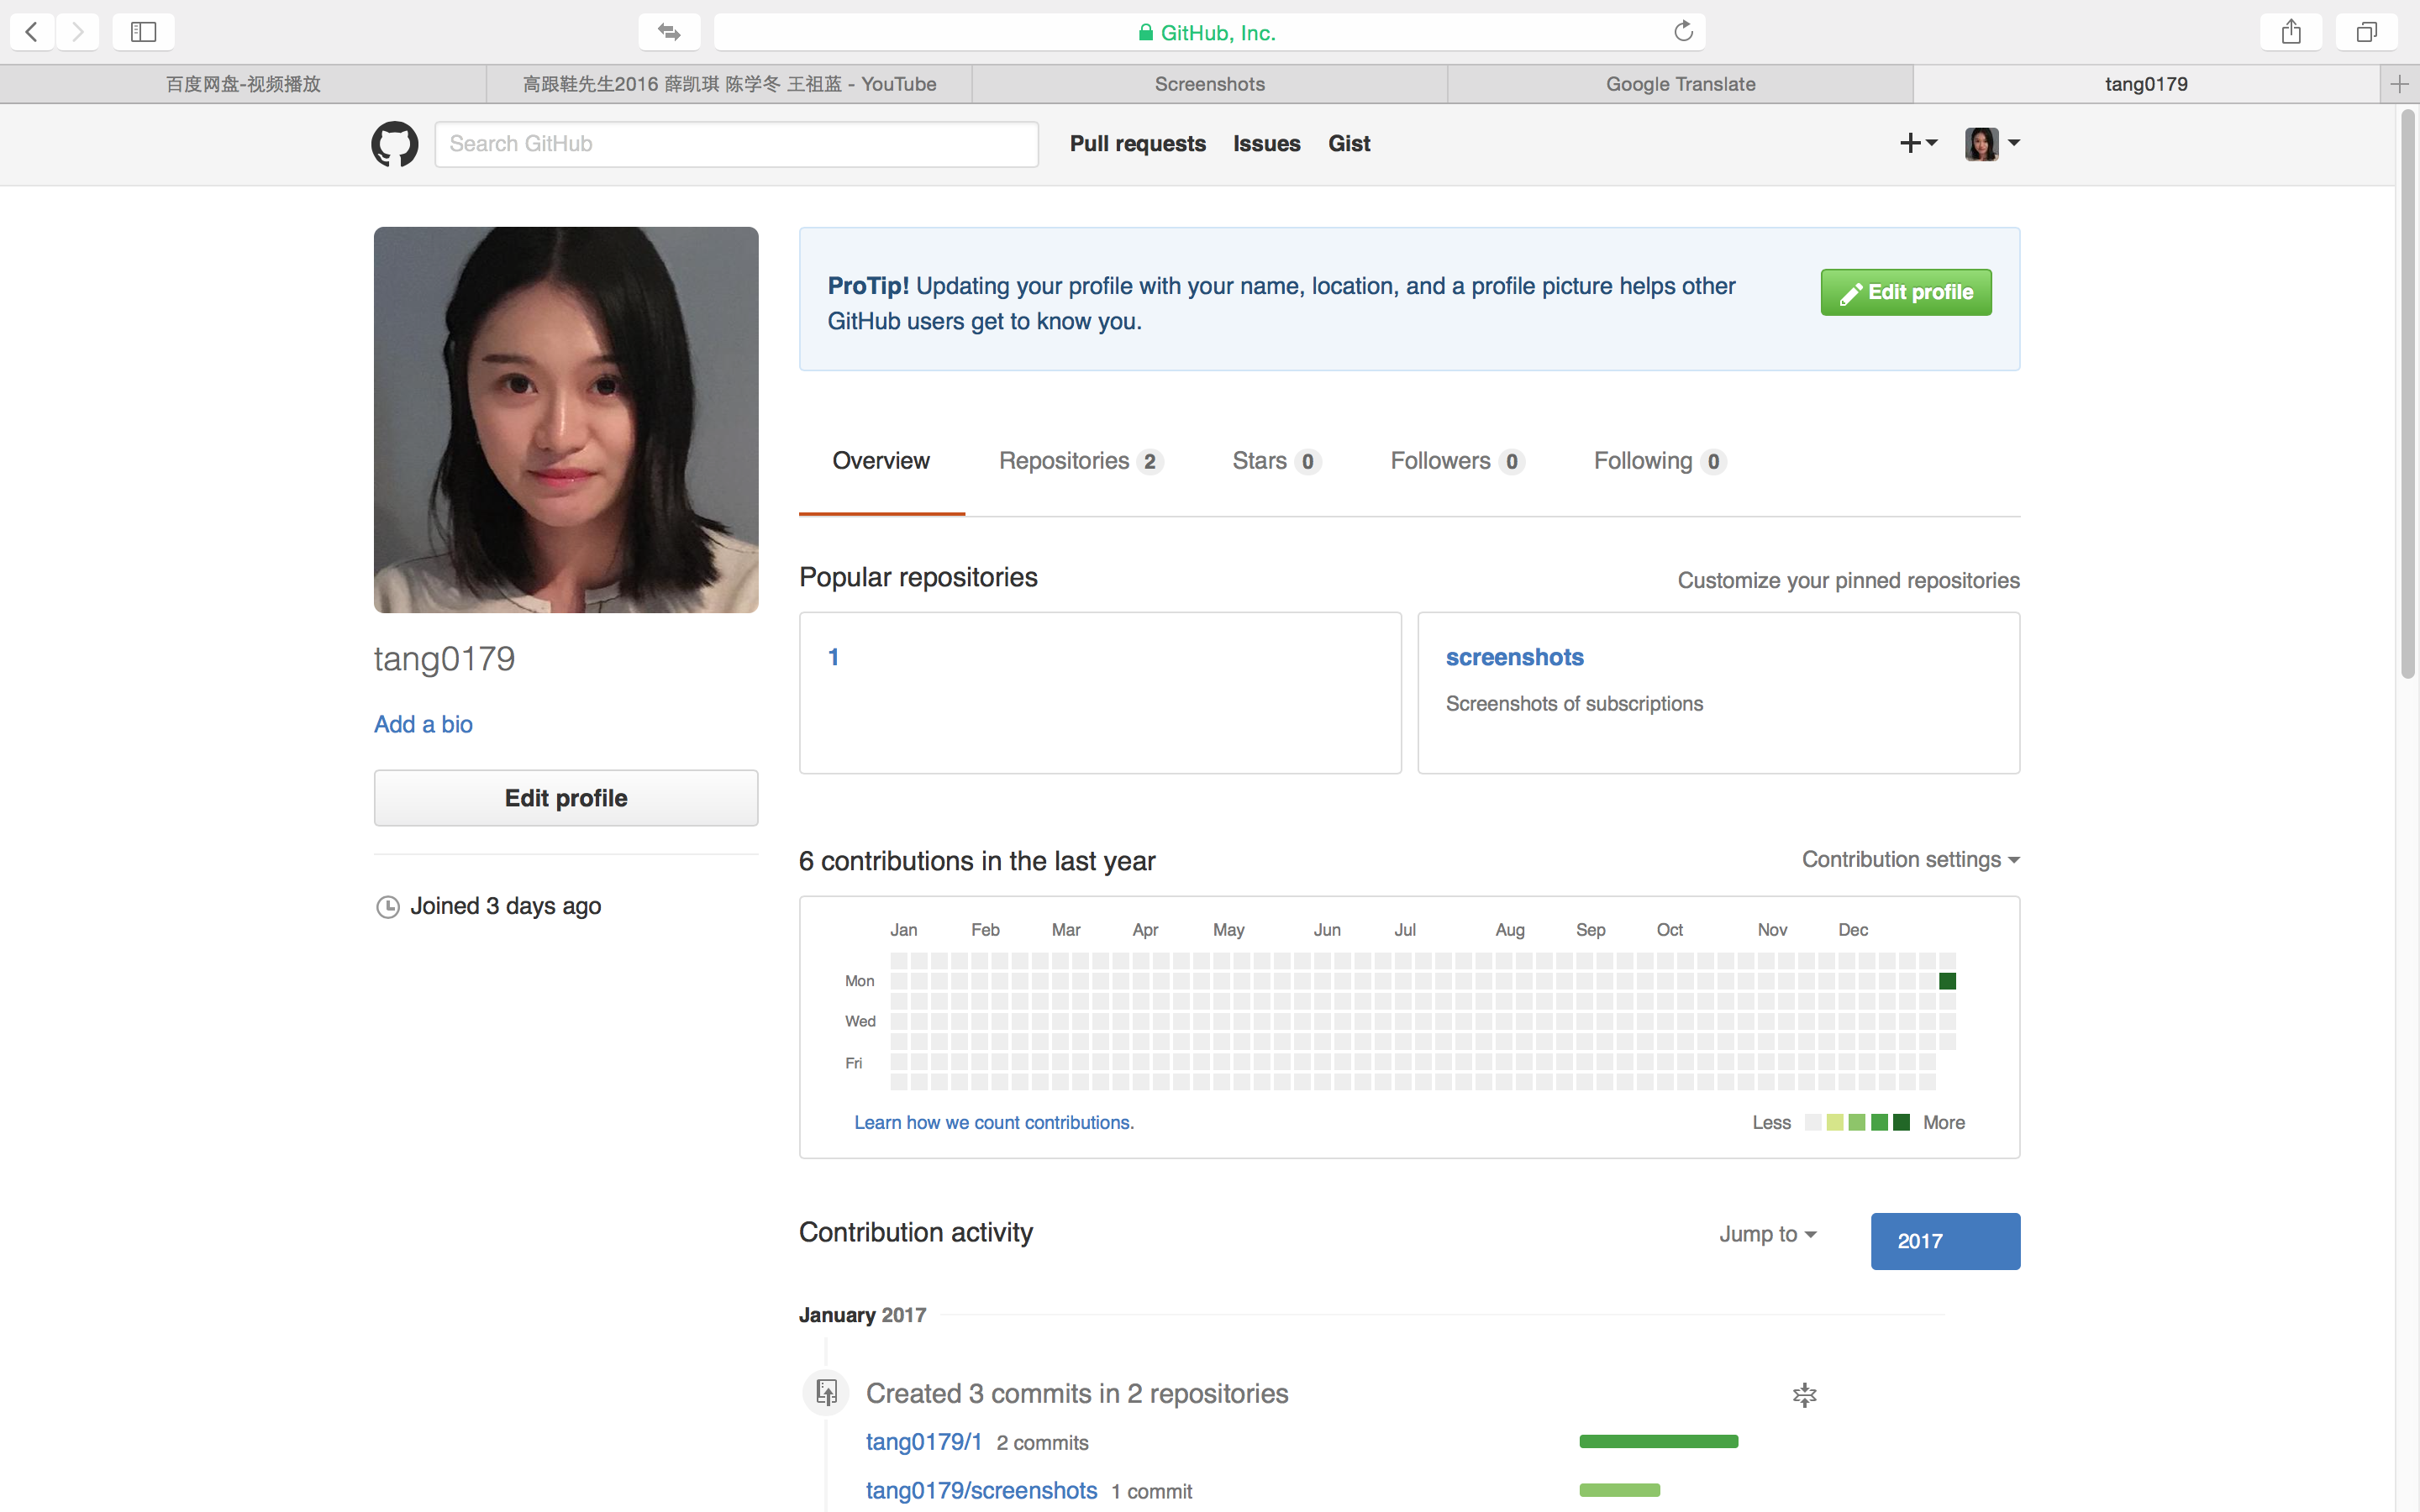 GitHub, Inc.
百度网盘-视频播放
高跟鞋先生2016 薛凯琪 陈学冬 王祖蓝 - YouTube
Screenshots
Google Translate
tang0179
Search GitHub
Pull requests
Issues
Gist
ProTip! Updating your profile with your name, location, and a profile picture helps other
GitHub users get to know you.
Edit profile
Overview
Repositories 2
Stars 0
Followers 0
Following 0
tang0179
Add a bio
Edit profile
Joined 3 days ago
Popular repositories
Customize your pinned repositories
1
screenshots
Screenshots of subscriptions
6 contributions in the last year
Contribution settings
Jan Feb Mar Apr May Jun Jul Aug Sep Oct Nov Dec
Mon
Wed
Fri
Learn how we count contributions.
Less
More
Contribution activity
Jump to
2017
January 2017
Created 3 commits in 2 repositories
tang0179/1 2 commits
tang0179/screenshots 1 commit